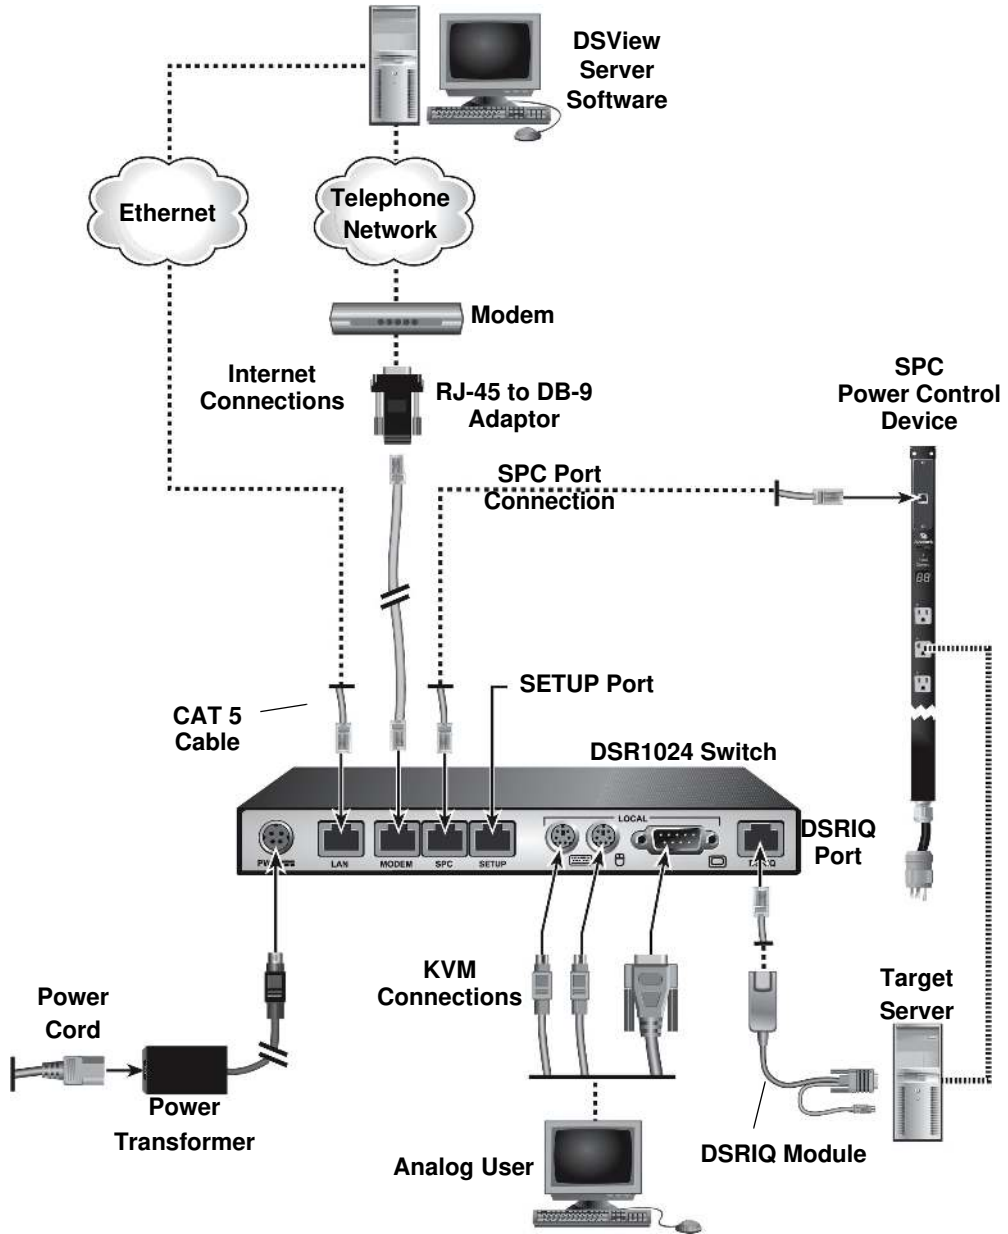 DSView
Server
Software
Ethernet
Telephone
Network
Modem
Internet
Connections
RJ-45 to DB-9
Adaptor
SPC
Power Control
Device
SPC Port
Connection
88
SETUP Port
CAT 5
Cable
DSR1024 Switch
LOCAL
DSRIQ
Port
LAN
MODEM
SPC
SETUP
KVM
Connections
Power
Cord
Target
Server
Power
Transformer
DSRIQ Module
Analog User